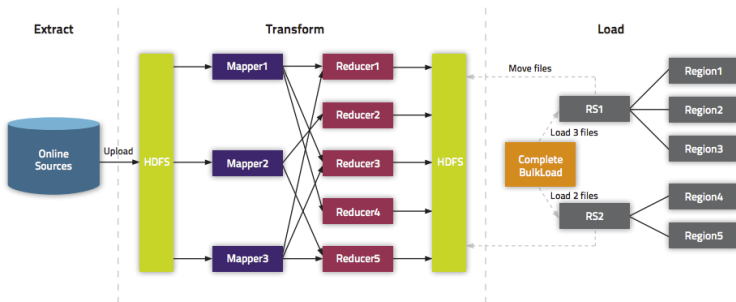 Extract
Transform
Load
Online
Sources
Upload
HDFS
Mapper1
Mapper2
Mapper3
Reducer1
Reducer2
Reducer3
Reducer4
Reducer5
HDFS
Move files
RS1
Load 3 files
Complete
BulkLoad
Load 2 files
RS2
Region1
Region2
Region3
Region4
Region5